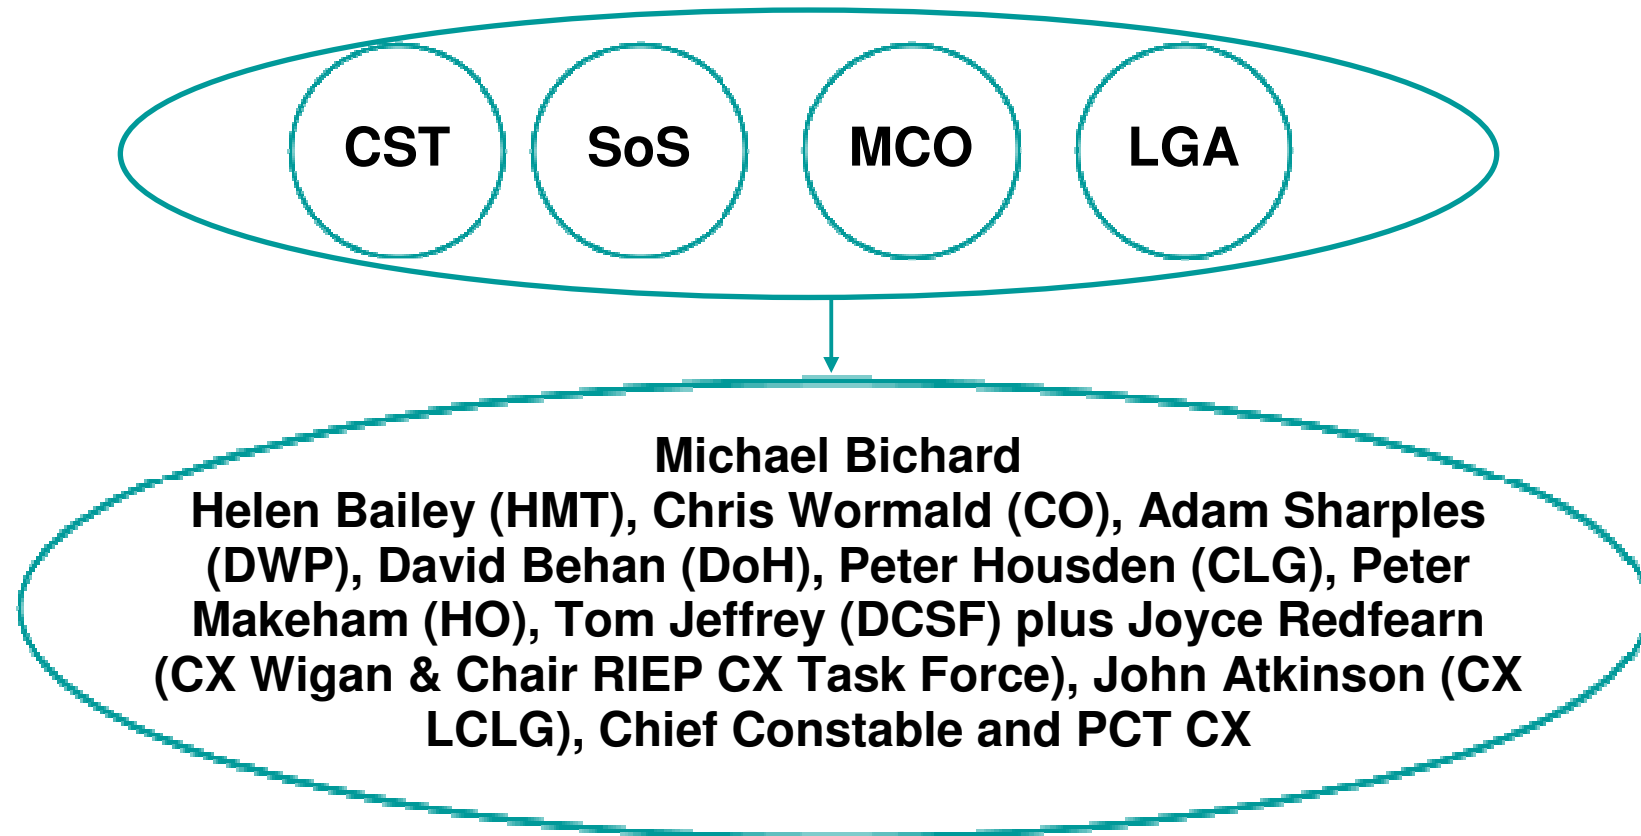 CST SoS MCO LGA
Michael Bichard
Helen Bailey (HMT), Chris Wormald (CO), Adam Sharples
(DWP), David Behan (DoH), Peter Housden (CLG), Peter
Makeham (HO), Tom Jeffrey (DCSF) plus Joyce Redfearn
(CX Wigan & Chair RIEP CX Task Force), John Atkinson (CX
LCLG), Chief Constable and PCT CX